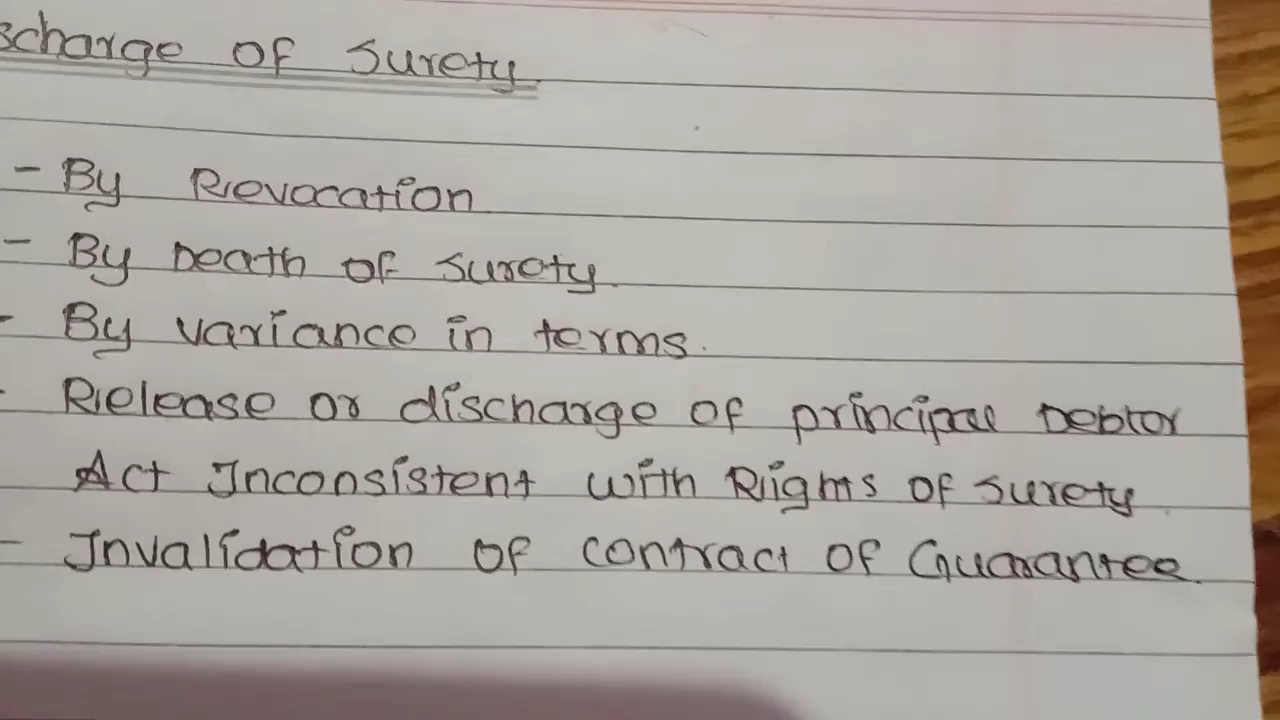 scharge of Surety
- By Revocation
- By Death of surety.
- By variance in terms.
- Release or discharge of principal Debtor
Act Inconsistent with Rights of surety.
- Invalidation of contract of Guarantee.